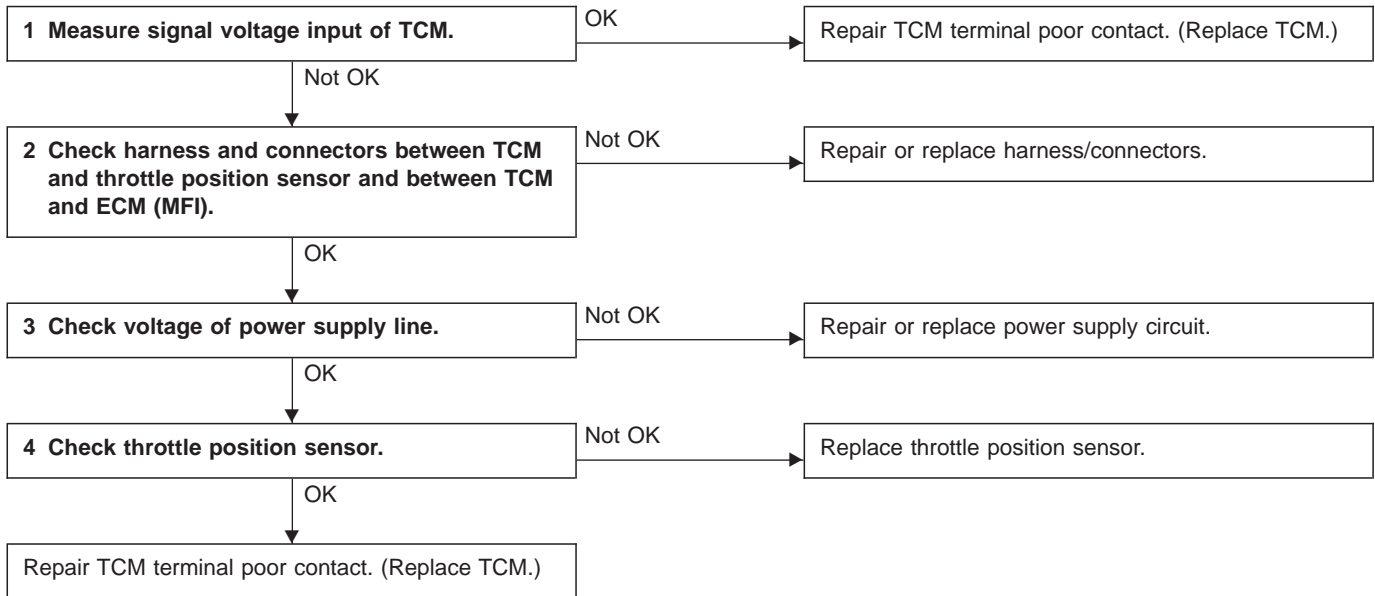 1 Measure signal voltage input of TCM.
OK
Repair TCM terminal poor contact. (Replace TCM.)
Not OK
2 Check harness and connectors between TCM
and throttle position sensor and between TCM
and ECM (MFI).
Not OK
Repair or replace harness/connectors.
OK
3 Check voltage of power supply line.
Not OK
Repair or replace power supply circuit.
OK
4 Check throttle position sensor.
Not OK
Replace throttle position sensor.
OK
Repair TCM terminal poor contact. (Replace TCM.)